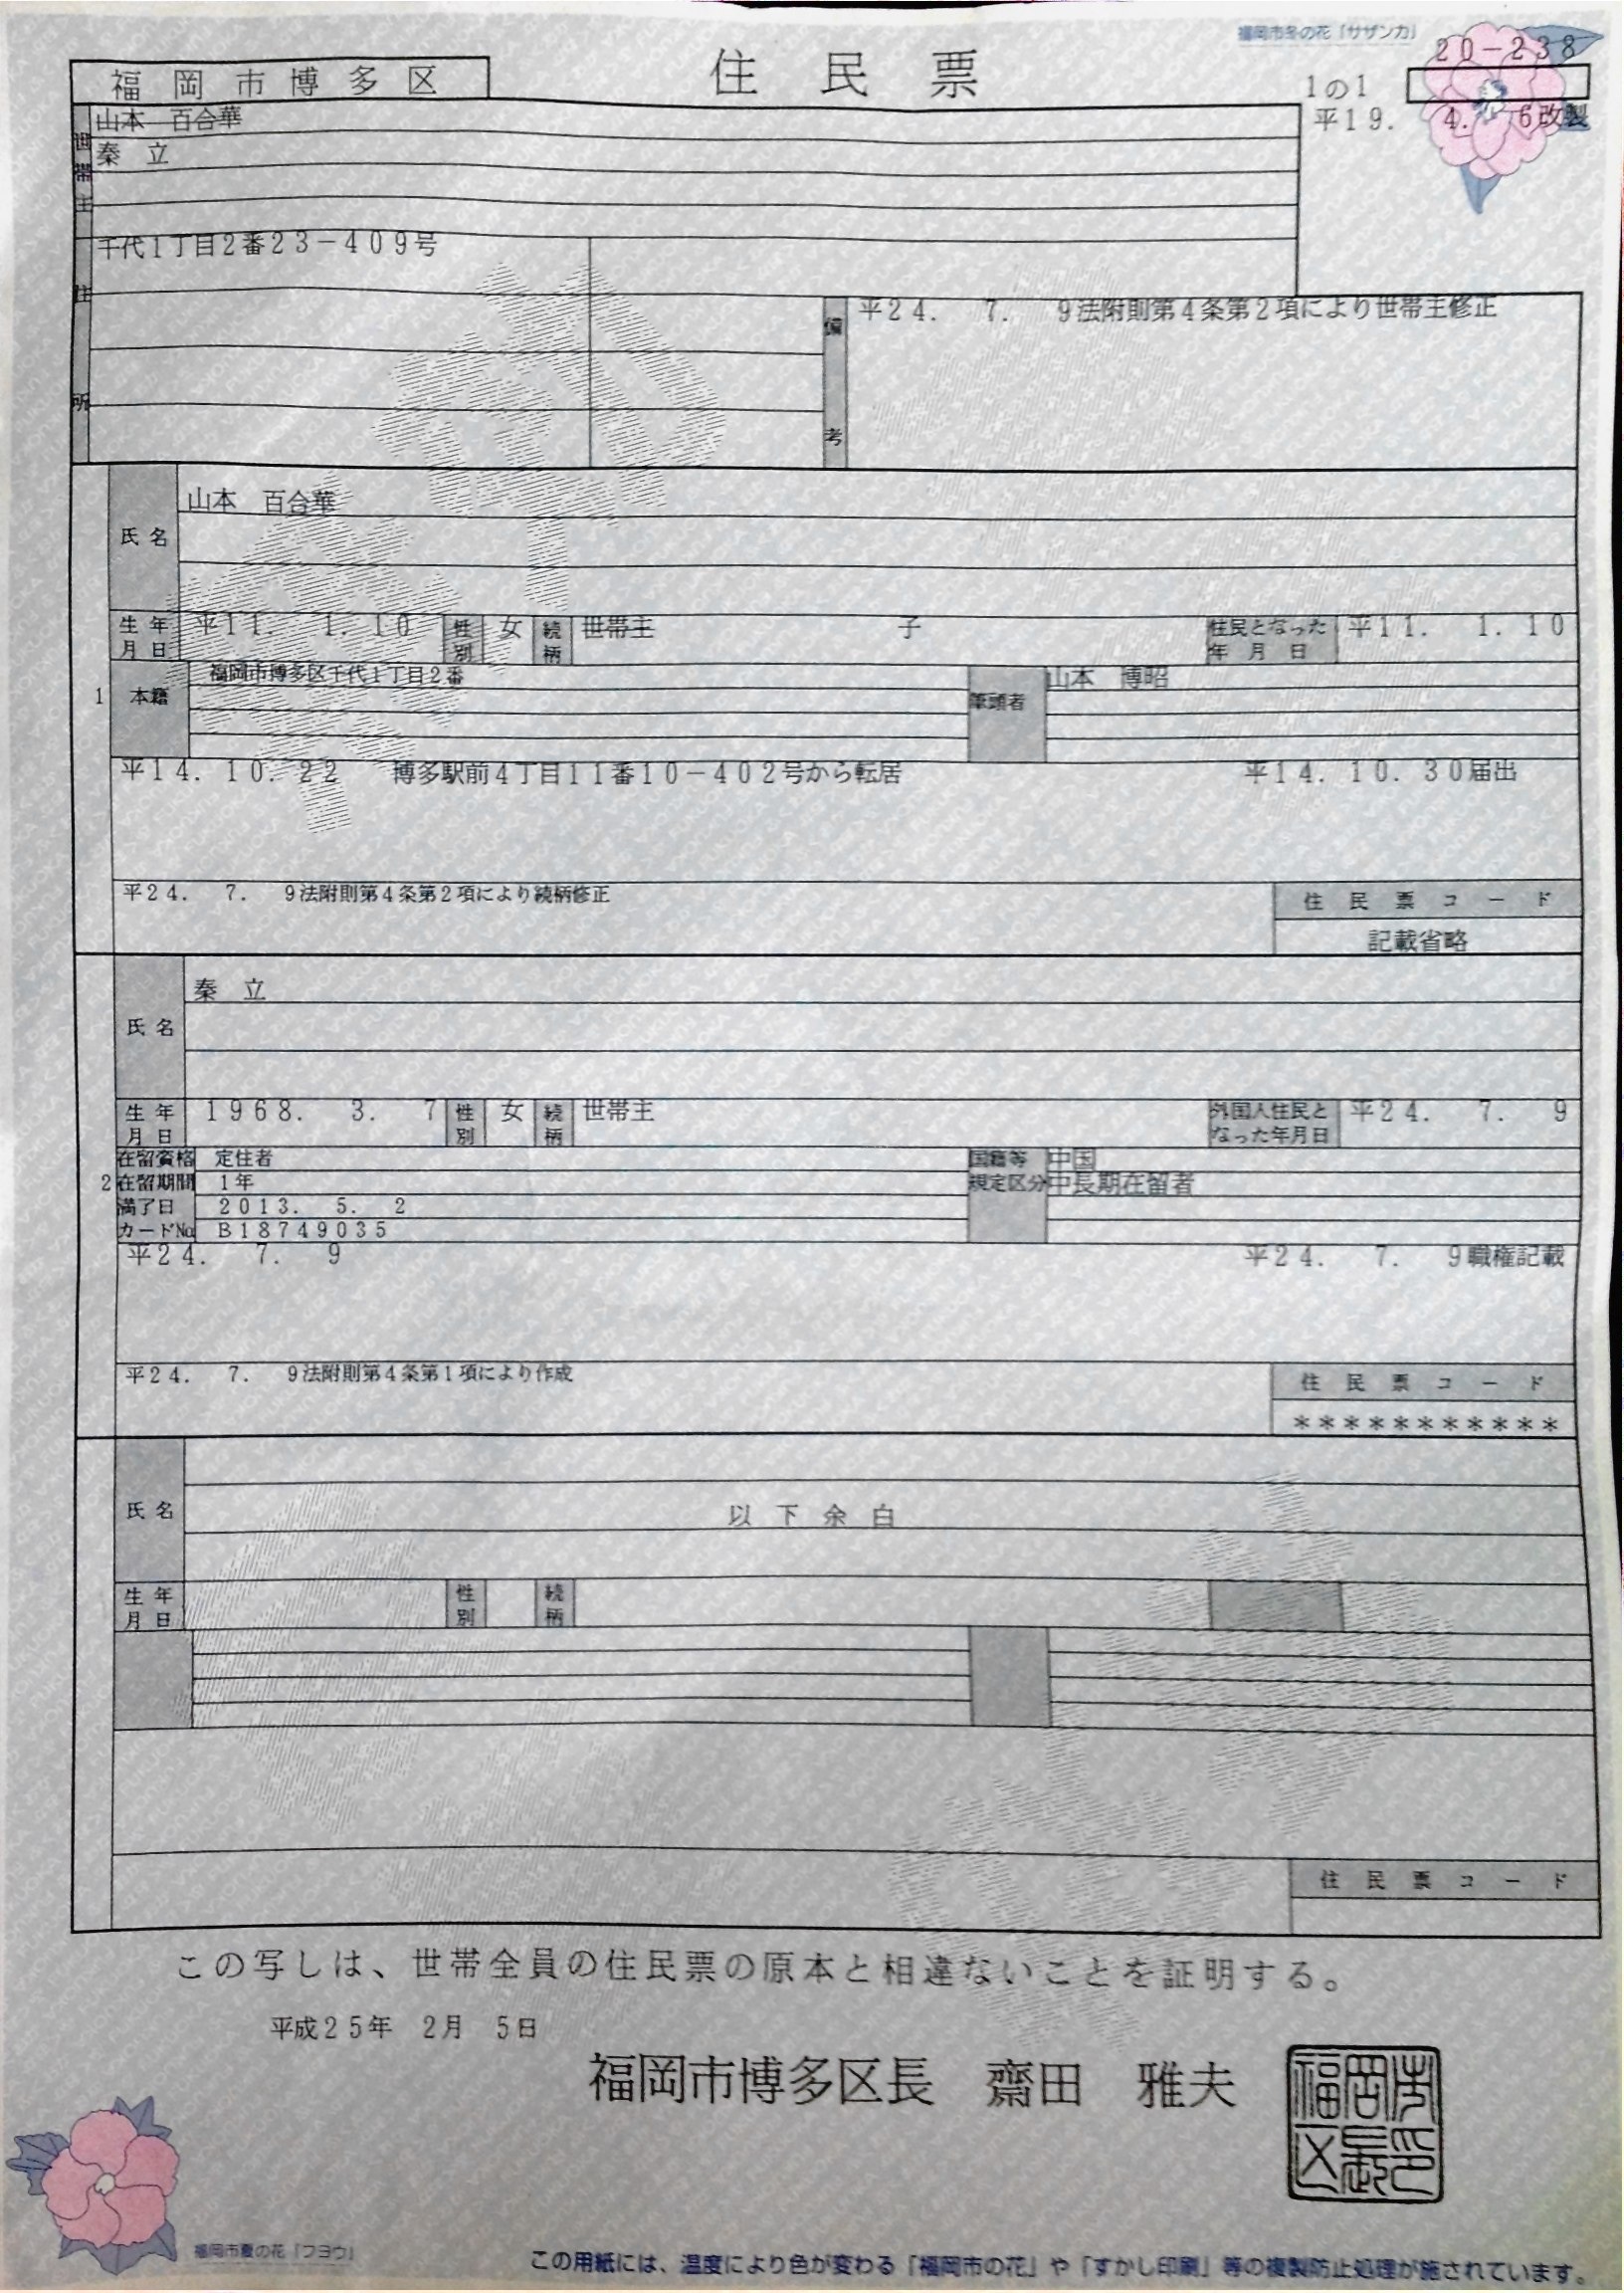 福岡市冬の花「サザンカ」
福岡市博多区
住民票
20-238
1の1
平19. 4. 6改製
世帯主
山本 百合華
秦 立
住所
千代1丁目2番23-409号
備考
平24. 7. 9法附則第4条第2項により世帯主修正
1
氏名
山本 百合華
生年月日
平11. 1. 10
性別
女
続柄
世帯主 子
住民となった年月日
平11. 1. 10
本籍
福岡市博多区千代1丁目2番
筆頭者
山本 博昭
平14. 10. 22 博多駅前4丁目11番10-402号から転居 平14. 10. 30届出
平24. 7. 9法附則第4条第2項により続柄修正
住民票コード
記載省略
2
氏名
秦 立
生年月日
1968. 3. 7
性別
女
続柄
世帯主
外国人住民となった年月日
平24. 7. 9
在留資格 定住者
国籍等 中国
在留期間 1年
規定区分 中長期在留者
満了日 2013. 5. 2
カードNo. B18749035
平24. 7. 9 平24. 7. 9職権記載
平24. 7. 9法附則第4条第1項により作成
住民票コード
***********
氏名
以下余白
生年月日
性別
続柄
住民票コード
この写しは、世帯全員の住民票の原本と相違ないことを証明する。
平成25年 2月 5日
福岡市博多区長 齋田 雅夫
福岡市区長印
福岡市夏の花「フヨウ」
この用紙には、温度により色が変わる「福岡市の花」や「すかし印刷」等の複製防止処理が施されています。